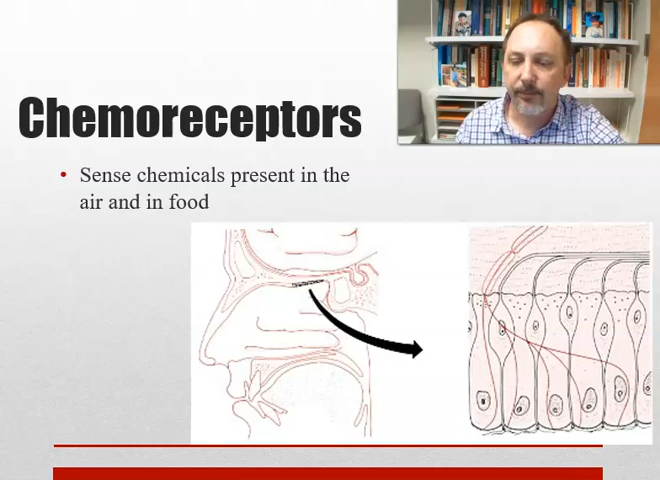 Chemoreceptors
• Sense chemicals present in the
air and in food